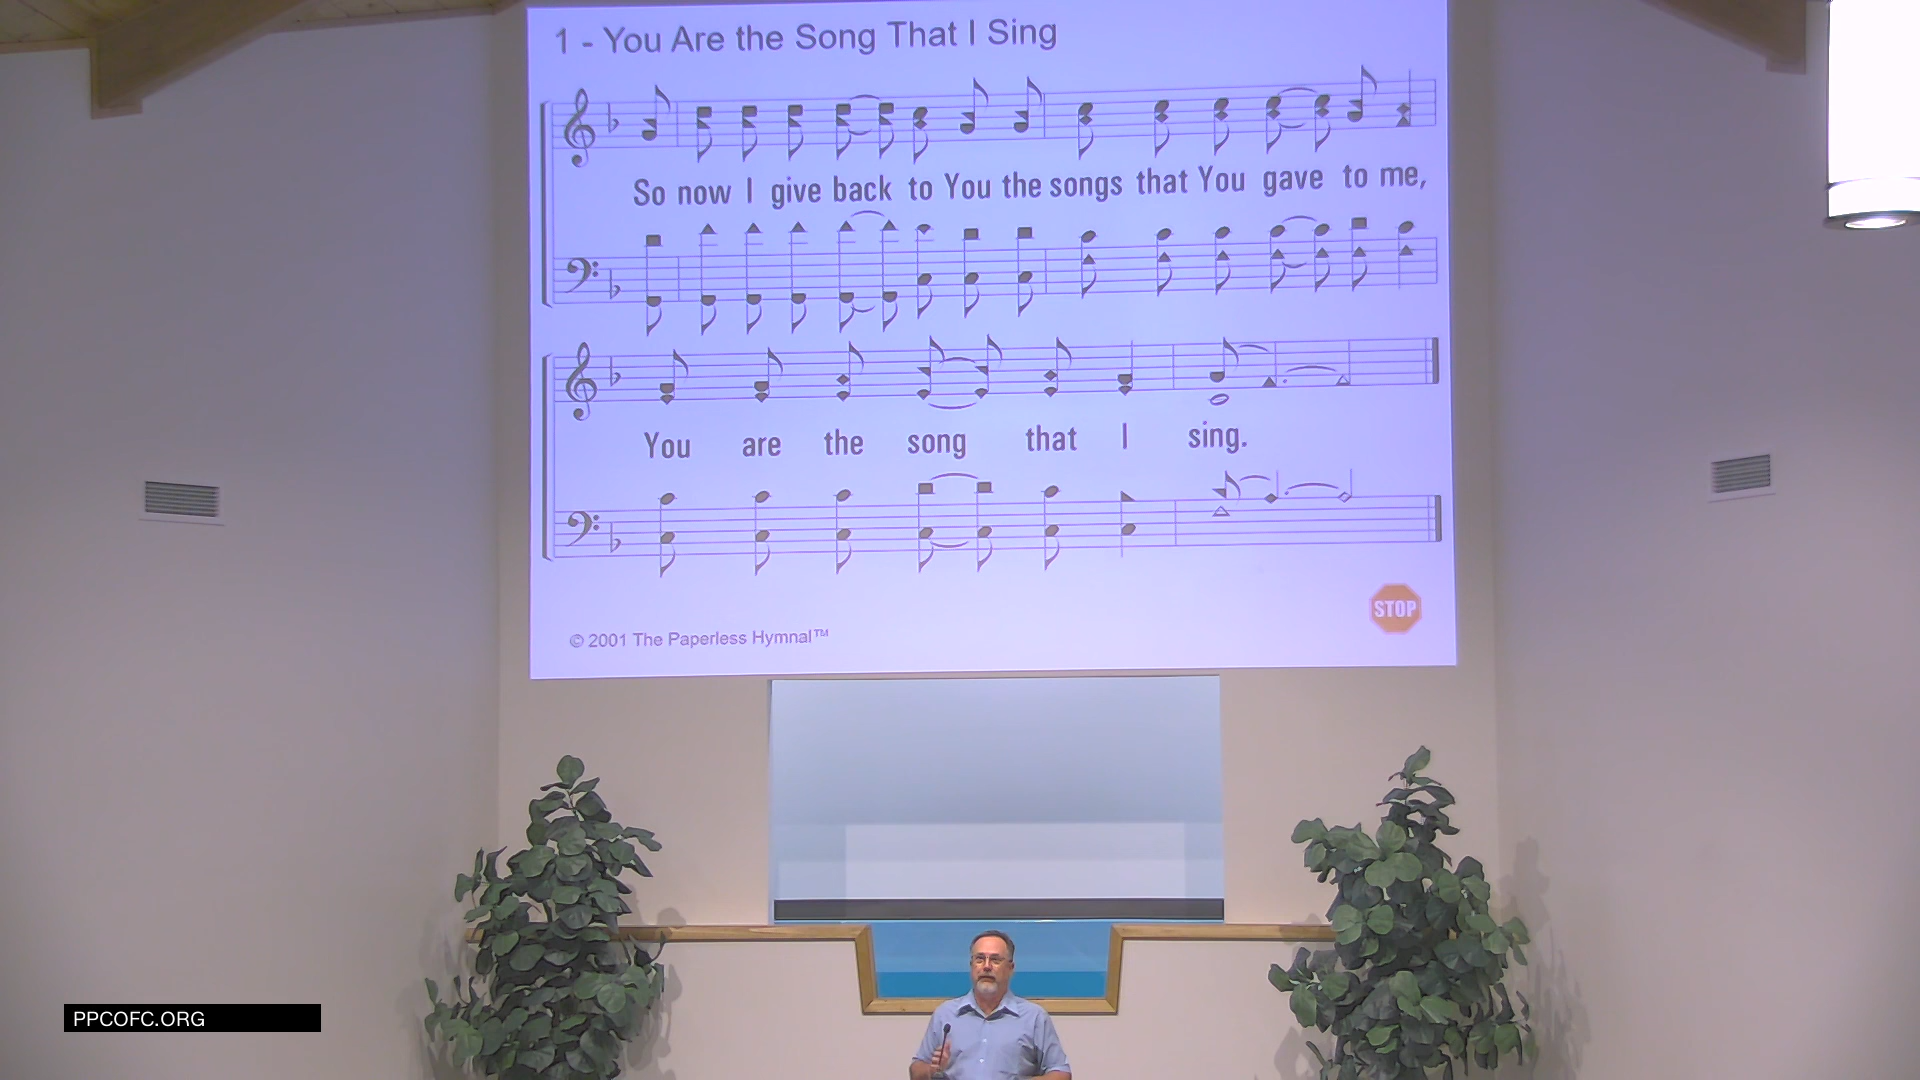 1 - You Are the Song That I Sing
So now I give back to You the songs that You gave to me,
You are the song that I sing.
STOP
© 2001 The Paperless Hymnal™
PPCOFC.ORG